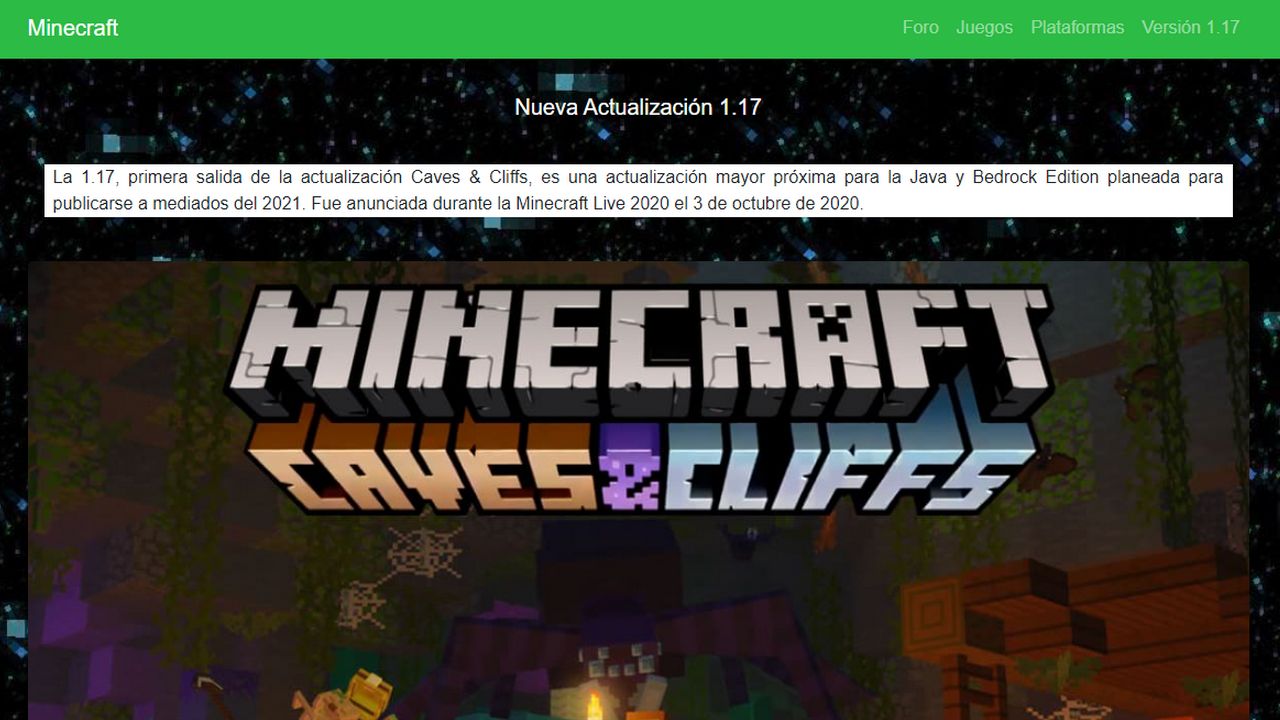 Minecraft
Foro Juegos Plataformas Versión 1.17
Nueva Actualización 1.17
La 1.17, primera salida de la actualización Caves & Cliffs, es una actualización mayor próxima para la Java y Bedrock Edition planeada para
publicarse a mediados del 2021. Fue anunciada durante la Minecraft Live 2020 el 3 de octubre de 2020.
MINECRAFT
CAVES & CLIFFS